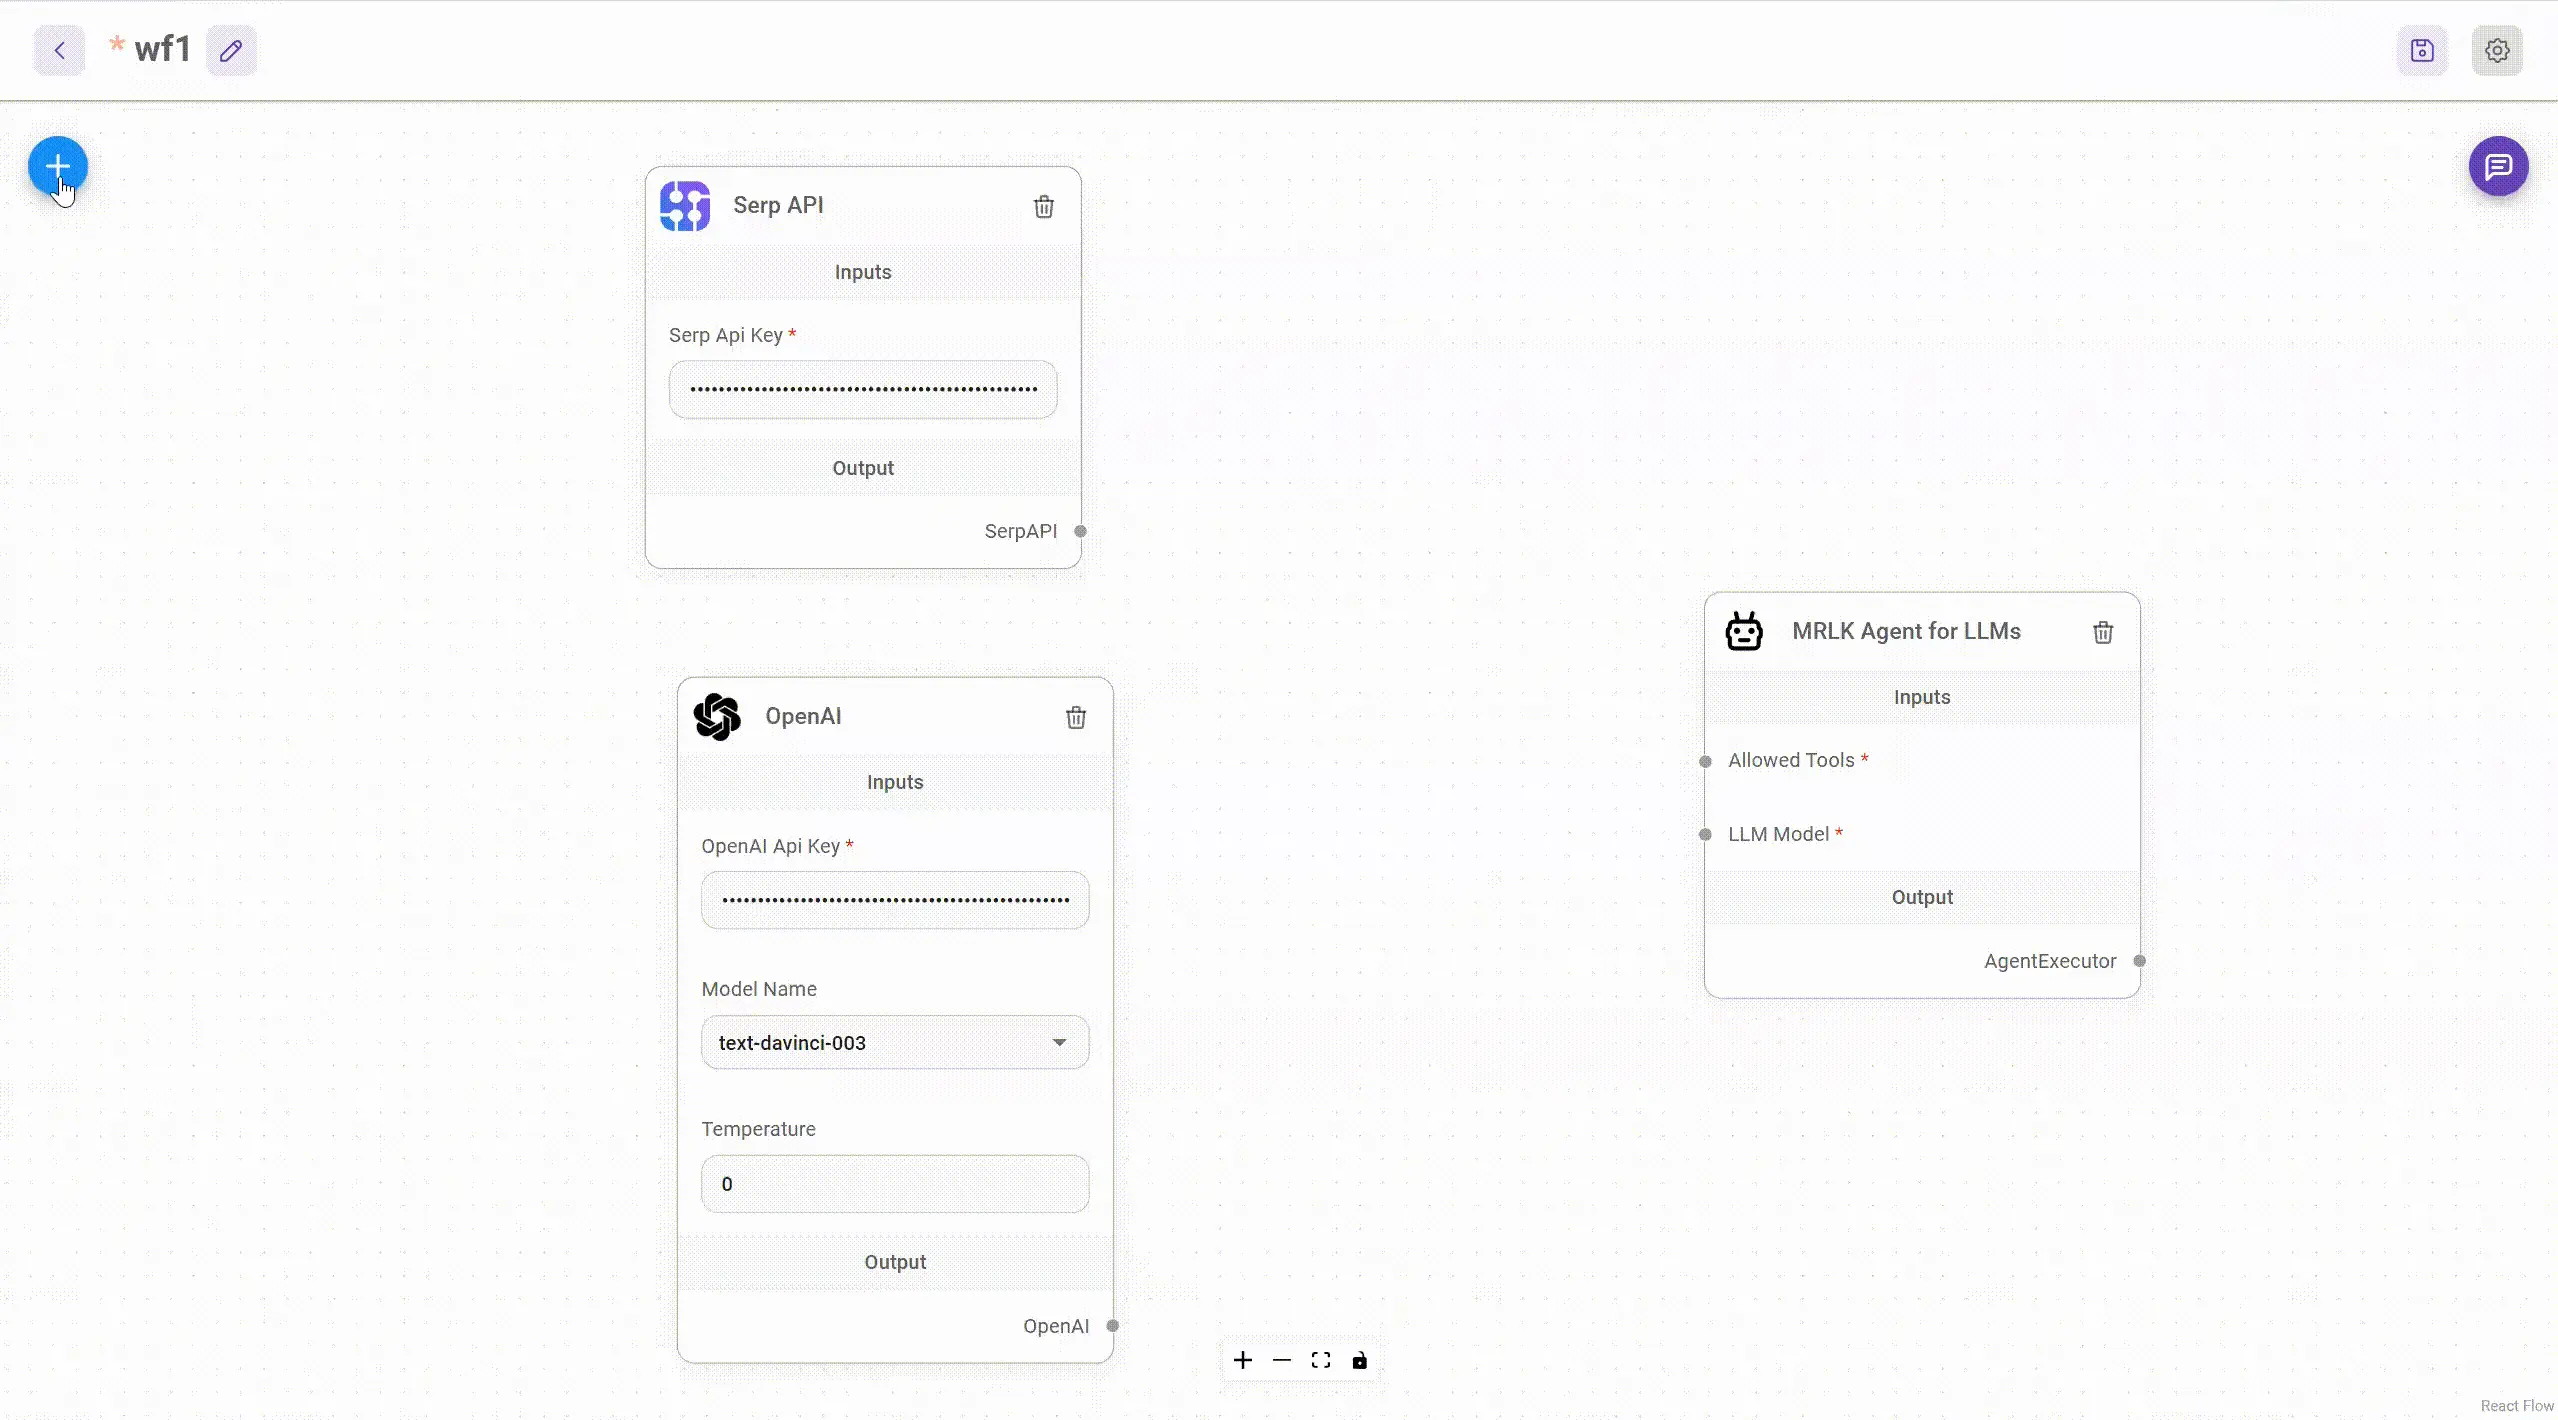 * wf1
Serp API
Inputs
Serp Api Key *
••••••••••••••••••••••••••••••••••••••••••••••••••
Output
SerpAPI
OpenAI
Inputs
OpenAI Api Key *
••••••••••••••••••••••••••••••••••••••••••••••••••
Model Name
text-davinci-003
Temperature
0
Output
OpenAI
MRLK Agent for LLMs
Inputs
Allowed Tools *
LLM Model *
Output
AgentExecutor
React Flow